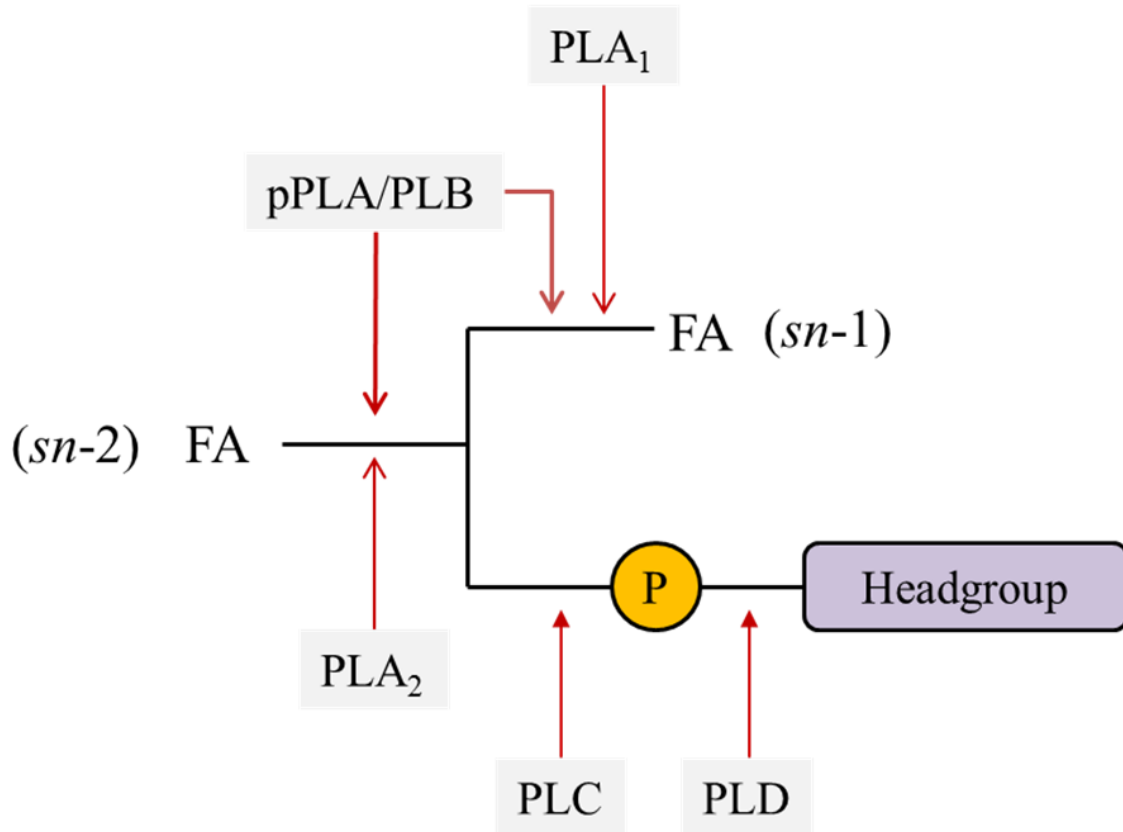 PLA₁
pPLA/PLB
FA (sn-1)
(sn-2) FA
P
Headgroup
PLA₂
PLC
PLD